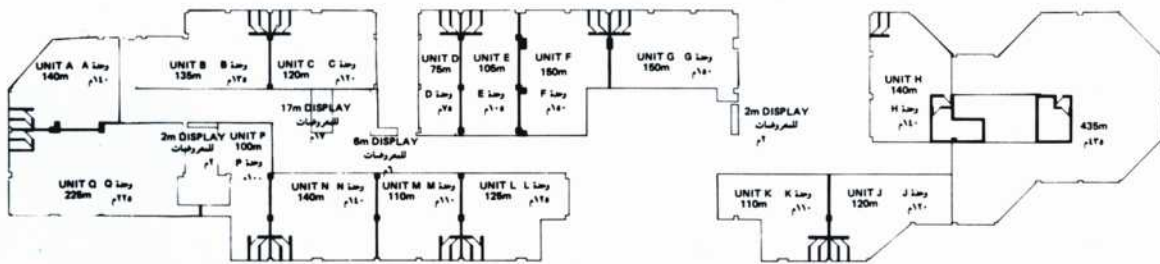 UNIT A A وحدة
140m ١٤٠م
UNIT B B وحدة
135m ١٣٥م
UNIT C C وحدة
120m ١٢٠م
UNIT D
75m
D وحدة
٧٥م
UNIT E
105m
E وحدة
١٠٥م
UNIT F
150m
F وحدة
١٥٠م
UNIT G G وحدة
150m ١٥٠م
UNIT H
140m
H وحدة
١٤٠م
435m
٤٣٥م
17m DISPLAY
للمعروضات
١٧م
6m DISPLAY
للمعروضات
٦م
2m DISPLAY
للمعروضات
٢م
2m DISPLAY
للمعروضات
٢م
UNIT P
100m
P وحدة
١٠٠م
UNIT Q Q وحدة
225m ٢٢٥م
UNIT N N وحدة
140m ١٤٠م
UNIT M M وحدة
110m ١١٠م
UNIT L L وحدة
125m ١٢٥م
UNIT K K وحدة
110m ١١٠م
UNIT J J وحدة
120m ١٢٠م